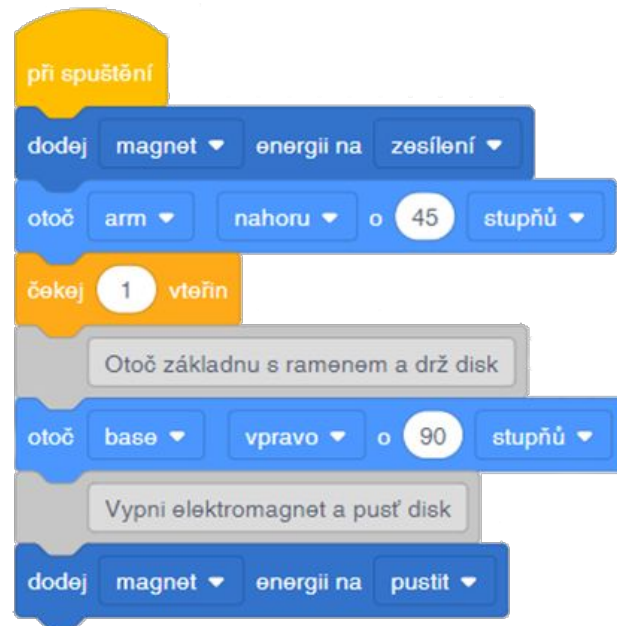 při spuštění
dodej magnet energii na zesílení
otoč arm nahoru o 45 stupňů
čekej 1 vteřin
Otoč základnu s ramenem a drž disk
otoč base vpravo o 90 stupňů
Vypni elektromagnet a pusť disk
dodej magnet energii na pustit